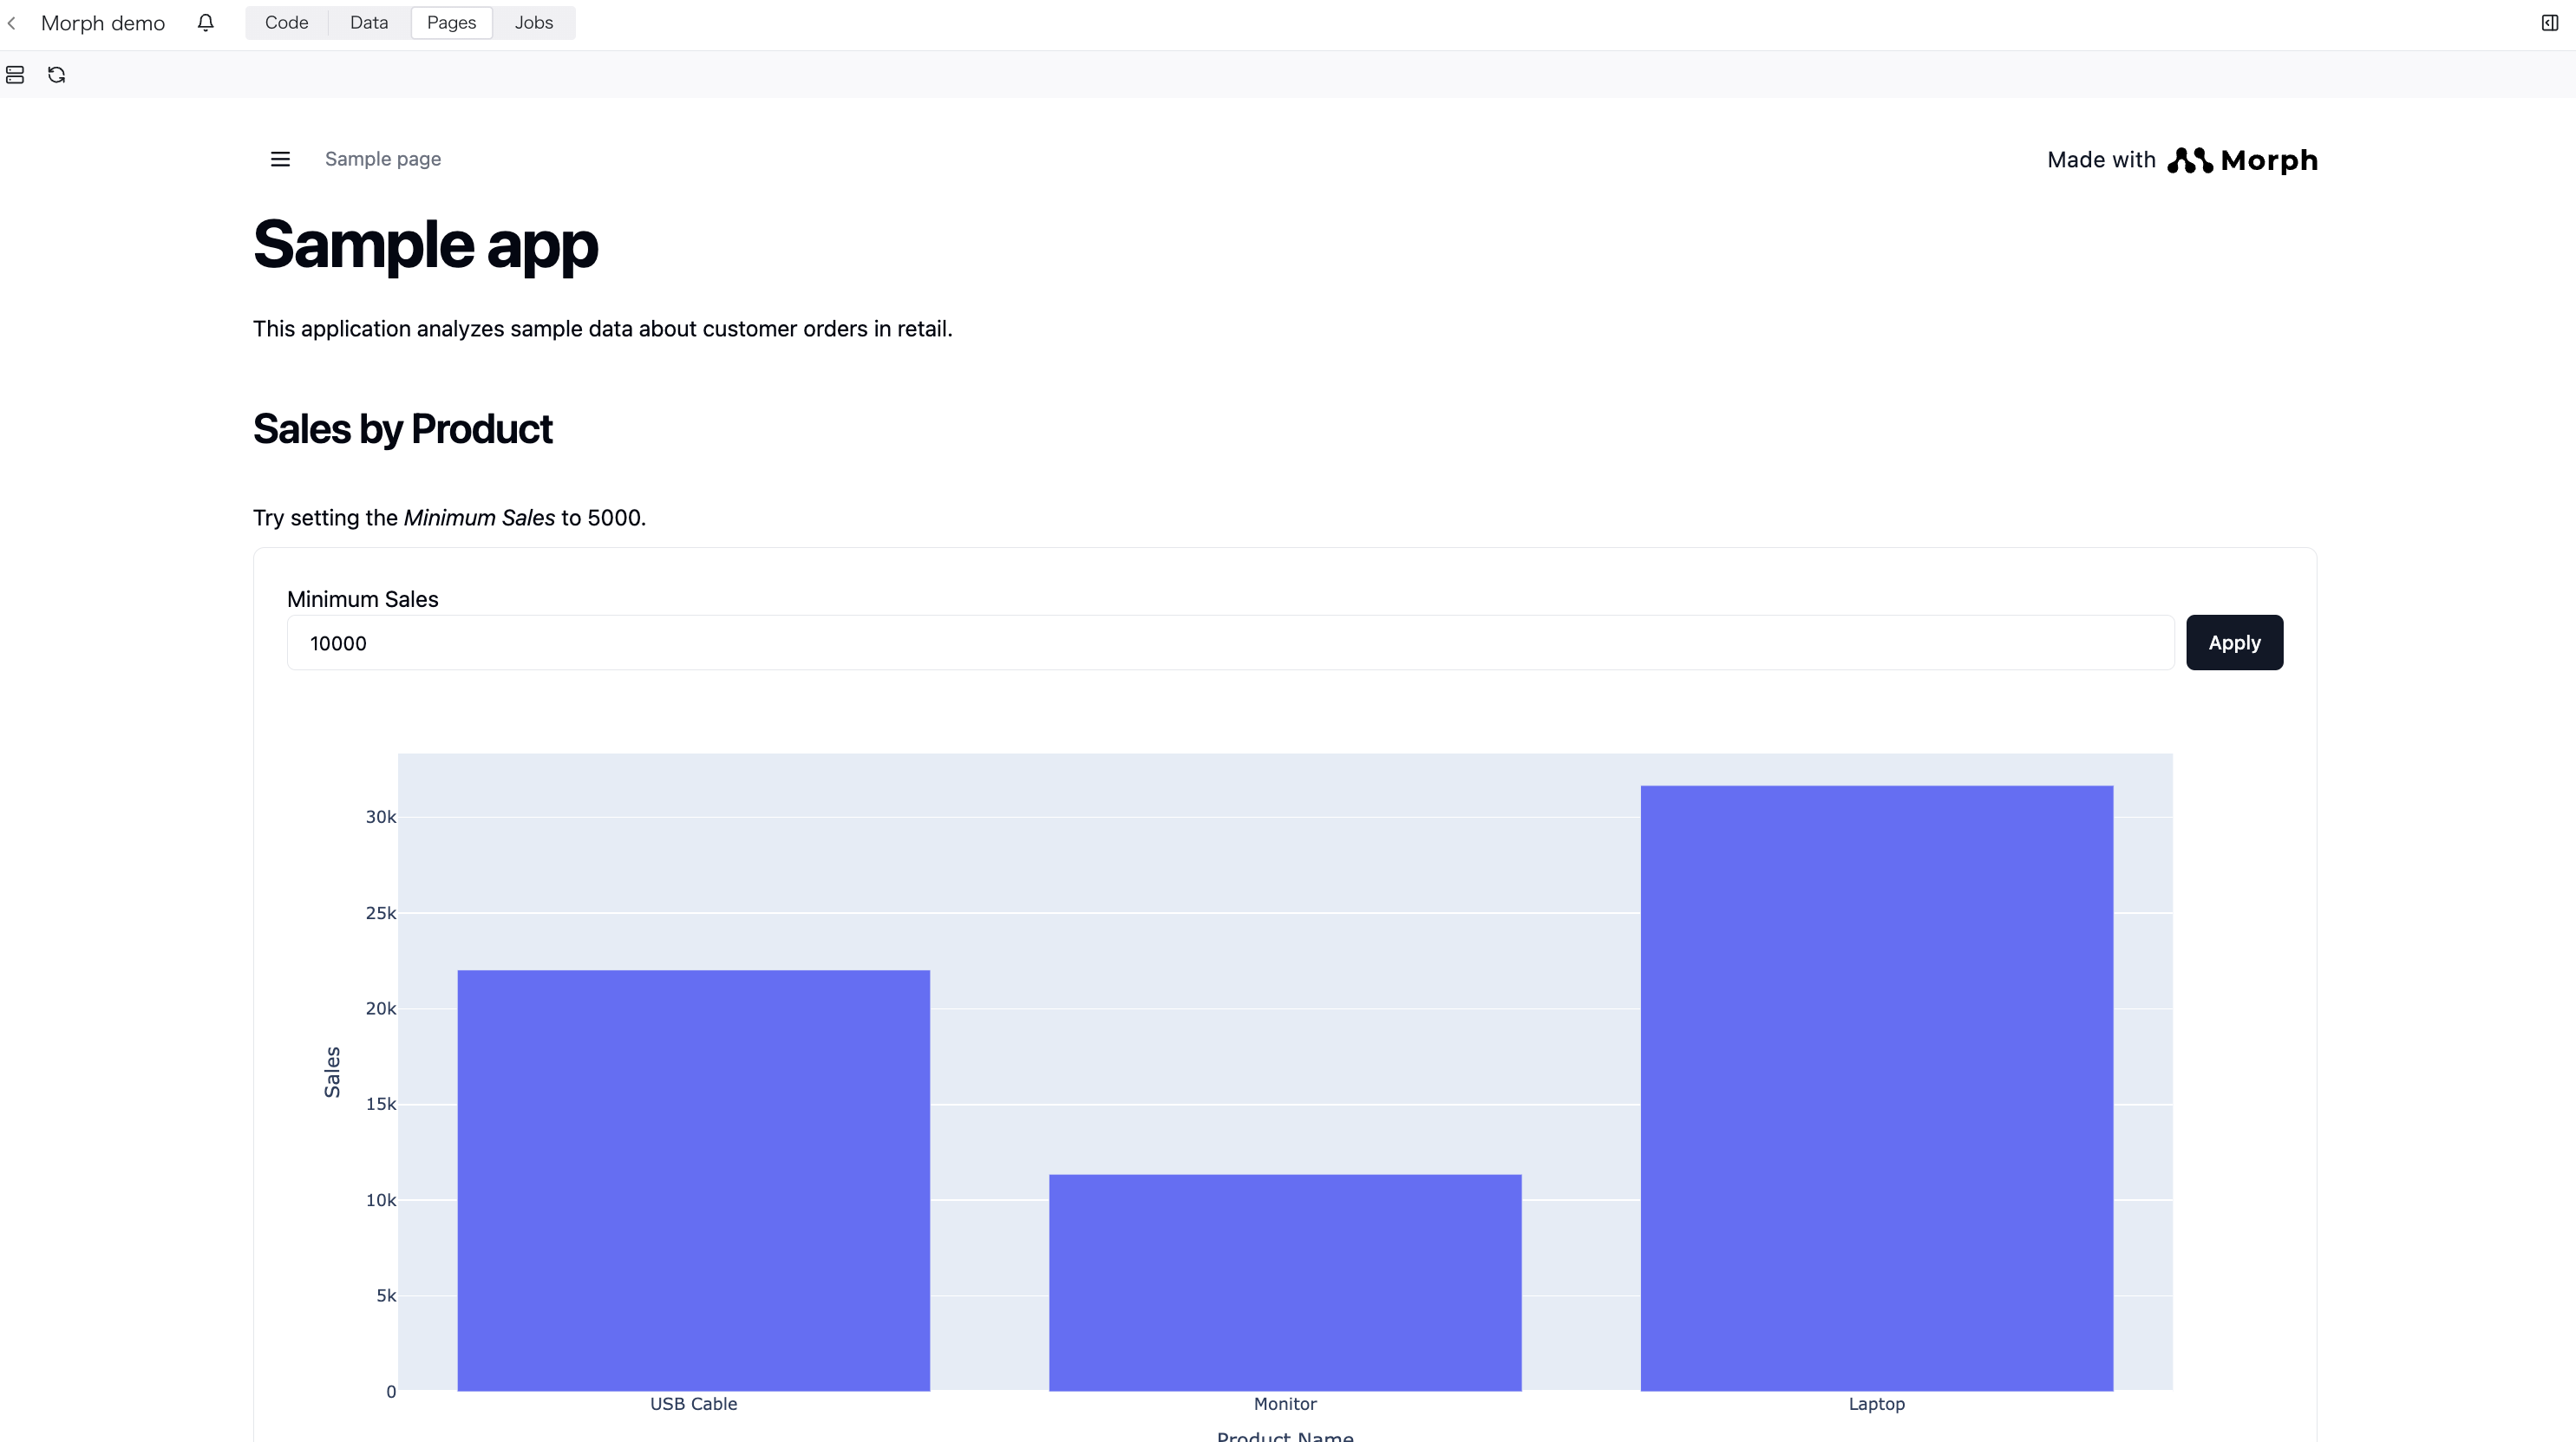 Morph demo
Code
Data
Pages
Jobs
Sample page
Made with Morph
Sample app
This application analyzes sample data about customer orders in retail.
Sales by Product
Try setting the Minimum Sales to 5000.
Minimum Sales
10000
Apply
30k
25k
20k
15k
10k
5k
0
Sales
USB Cable
Monitor
Laptop
Product Name